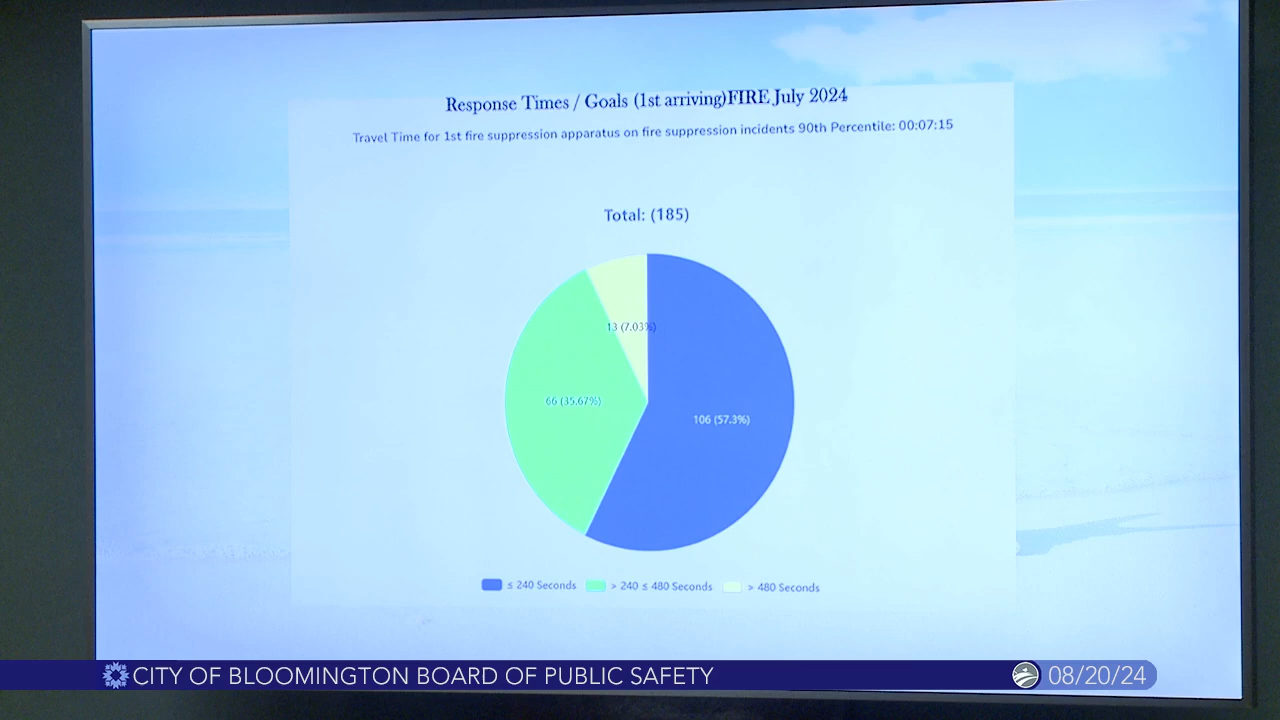 Response Times / Goals (1st arriving)FIRE July 2024
Travel Time for 1st fire suppression apparatus on fire suppression incidents 90th Percentile: 00:07:15
Total: (185)
13 (7.03%)
66 (35.67%)
106 (57.3%)
≤ 240 Seconds > 240 ≤ 480 Seconds > 480 Seconds
CITY OF BLOOMINGTON BOARD OF PUBLIC SAFETY 08/20/24